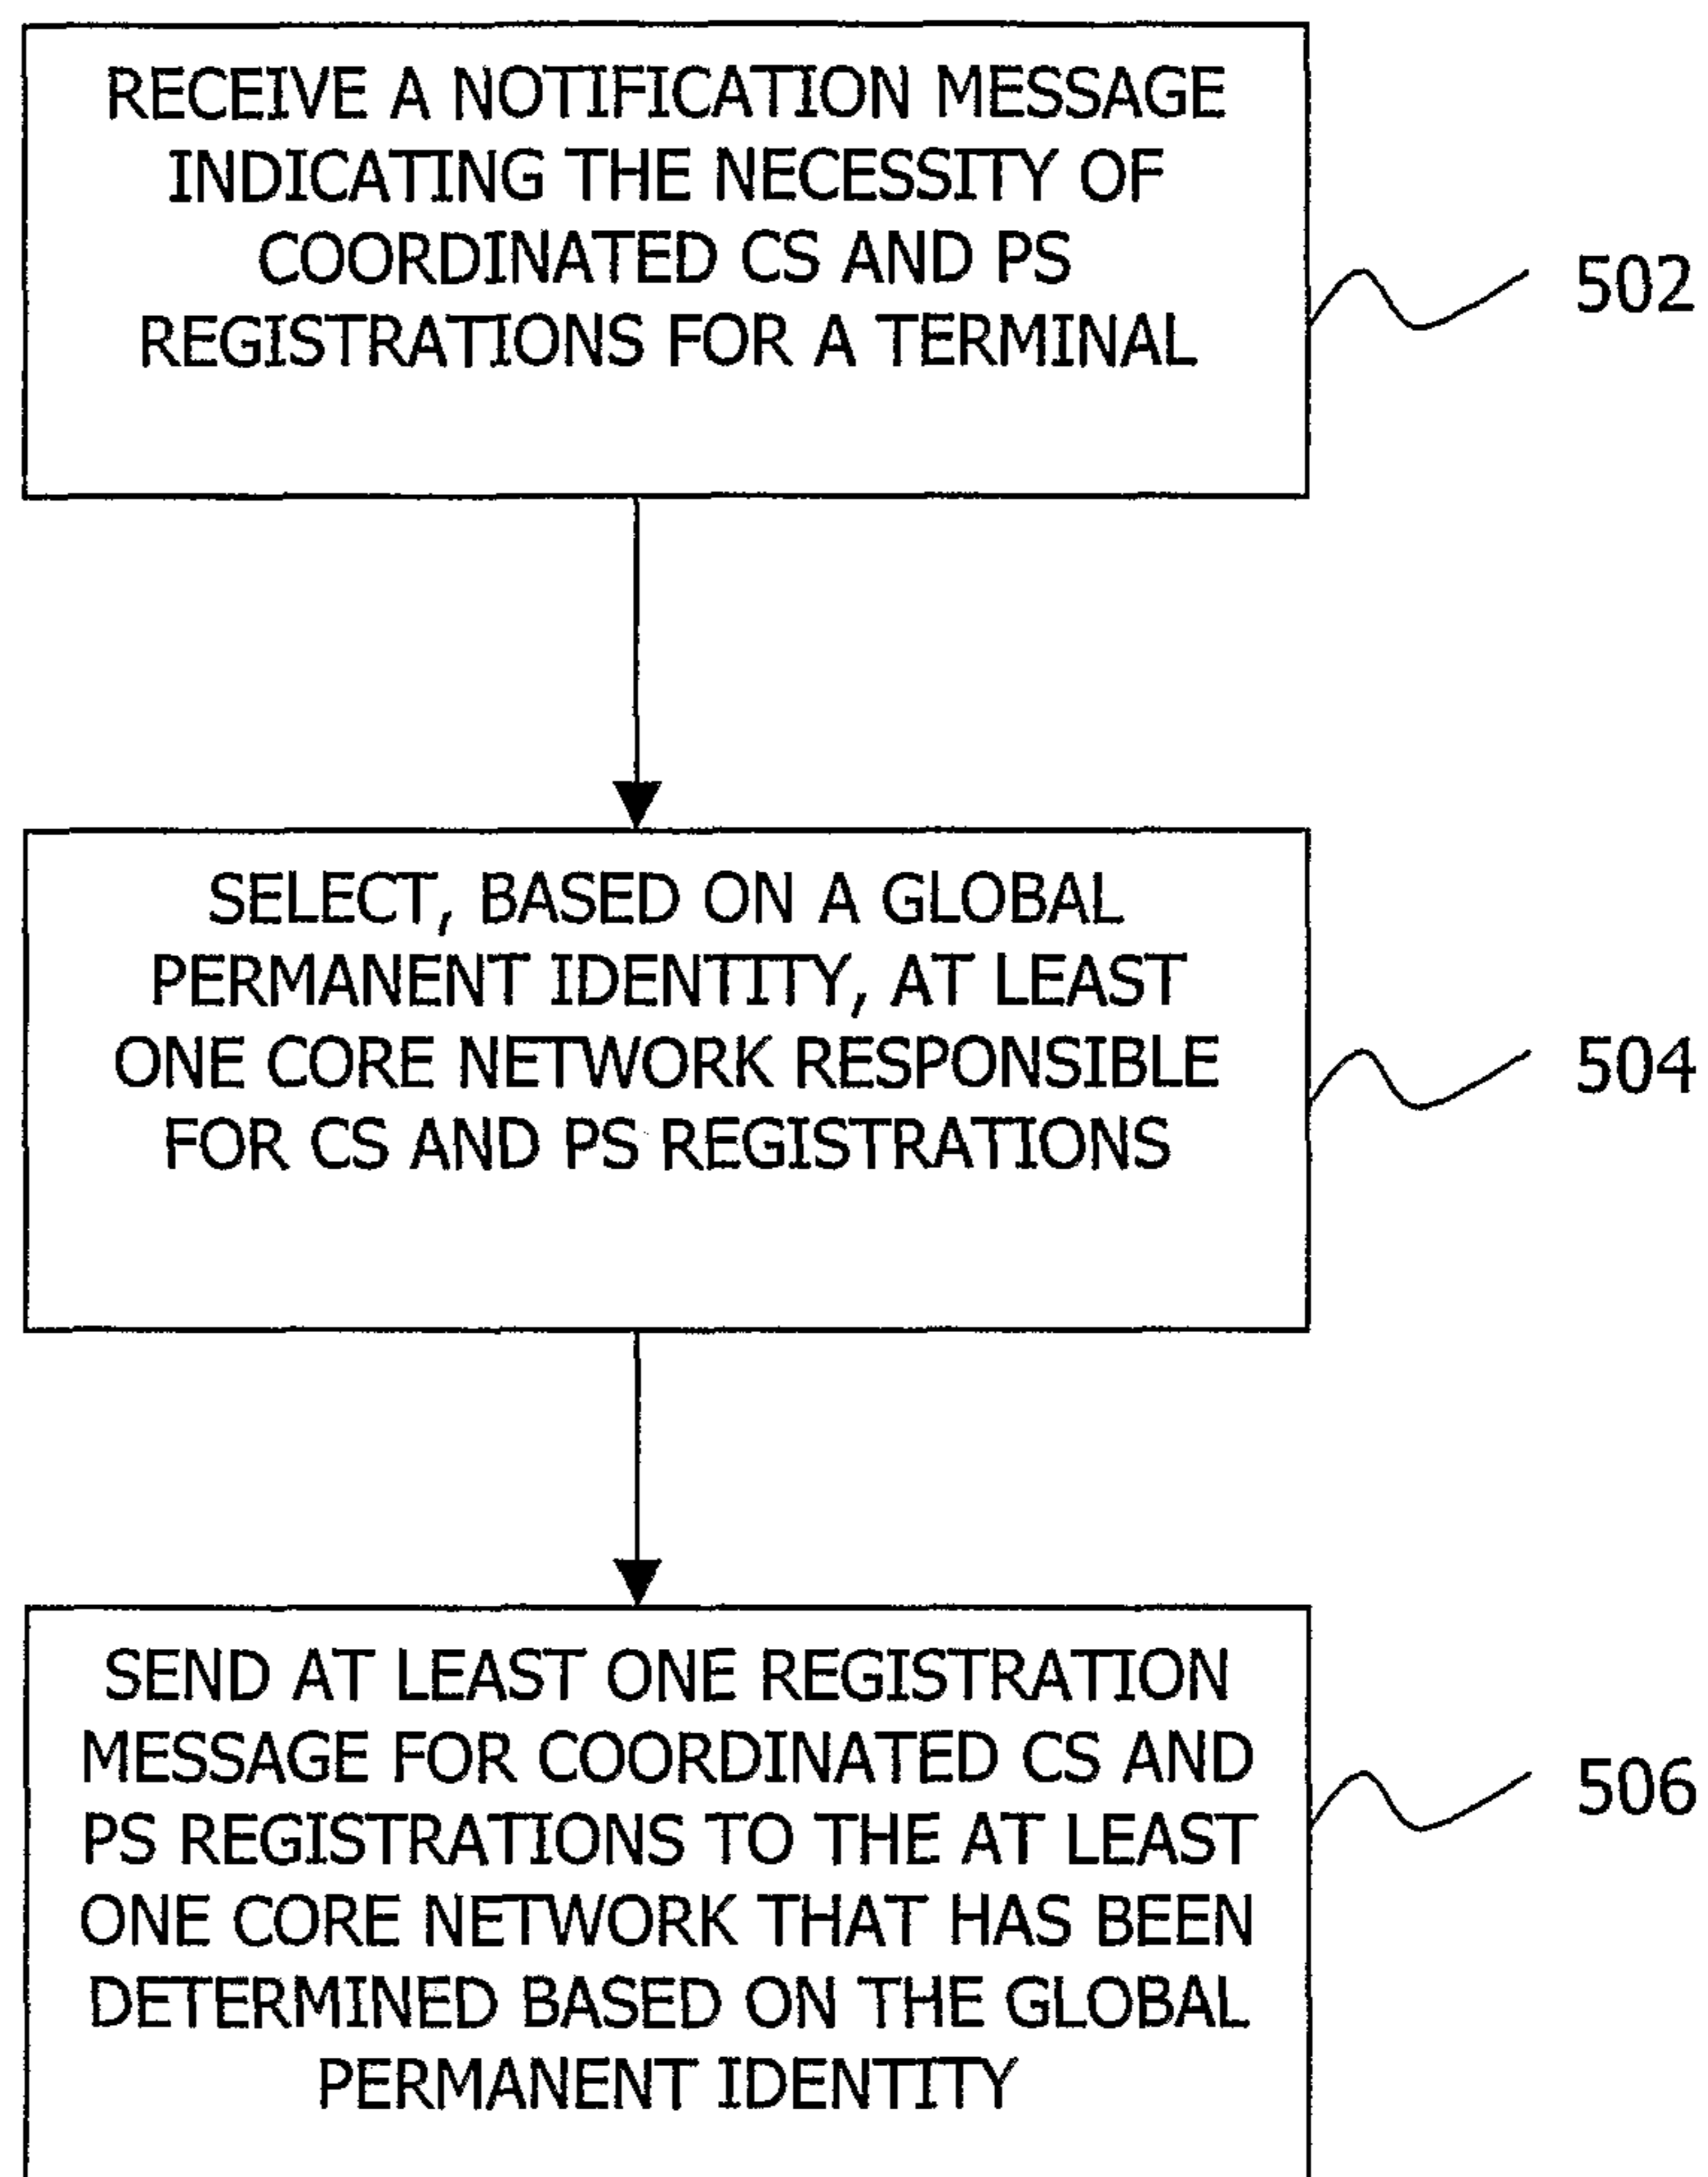 RECEIVE A NOTIFICATION MESSAGE
INDICATING THE NECESSITY OF
COORDINATED CS AND PS
REGISTRATIONS FOR A TERMINAL
502
SELECT, BASED ON A GLOBAL
PERMANENT IDENTITY, AT LEAST
ONE CORE NETWORK RESPONSIBLE
FOR CS AND PS REGISTRATIONS
504
SEND AT LEAST ONE REGISTRATION
MESSAGE FOR COORDINATED CS AND
PS REGISTRATIONS TO THE AT LEAST
ONE CORE NETWORK THAT HAS BEEN
DETERMINED BASED ON THE GLOBAL
PERMANENT IDENTITY
506